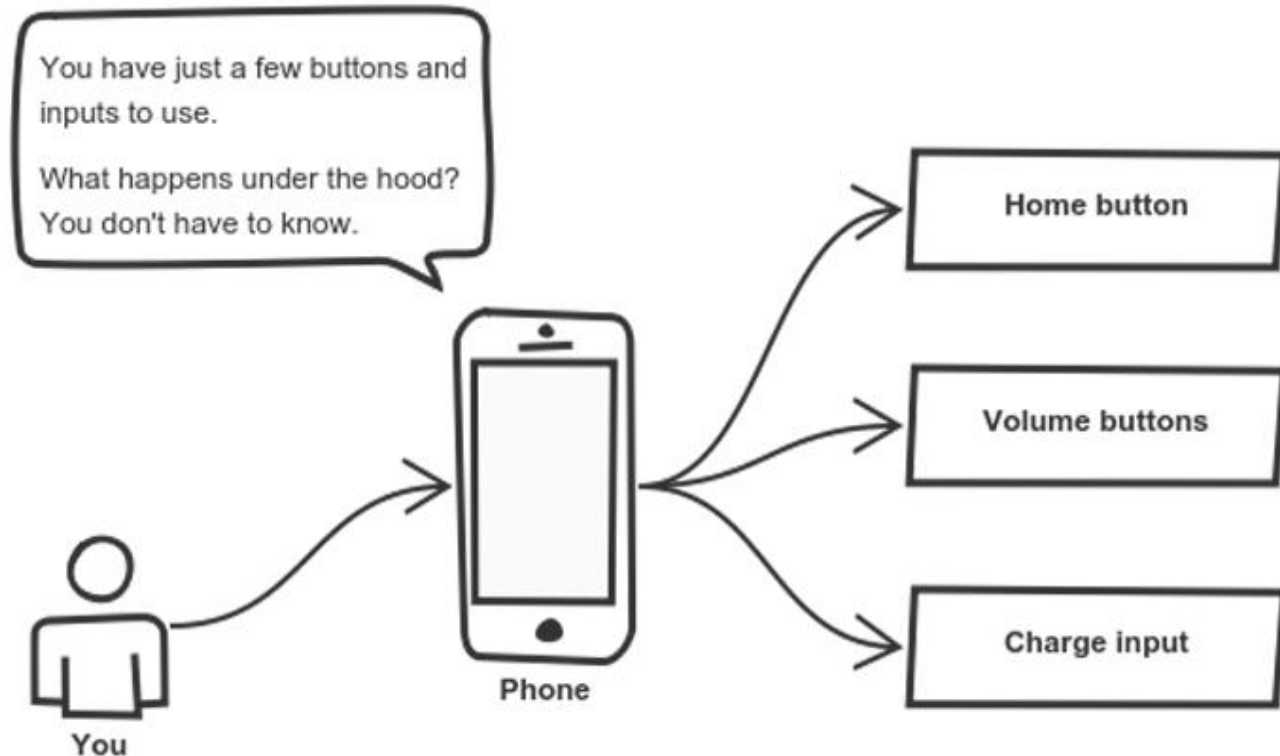 You have just a few buttons and
inputs to use.
What happens under the hood?
You don't have to know.
Home button
Volume buttons
Charge input
Phone
You